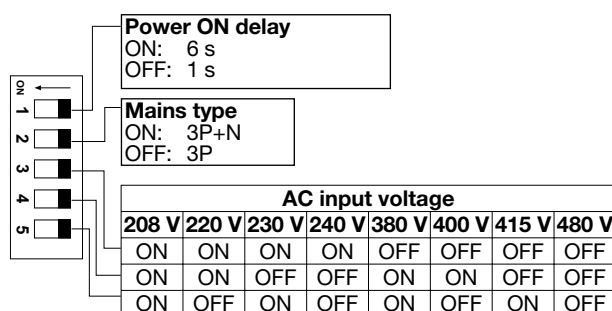 Power ON delay
ON: 6 s
OFF: 1 s
ON
1
2
3
4
5
Mains type
ON: 3P+N
OFF: 3P
AC input voltage
208 V 220 V 230 V 240 V 380 V 400 V 415 V 480 V
ON ON ON ON OFF OFF OFF OFF
ON ON OFF OFF ON ON OFF OFF
ON OFF ON OFF ON OFF ON OFF